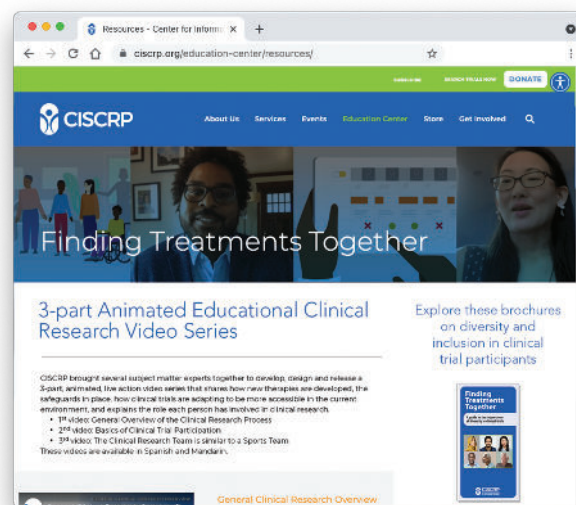 Resources - Center for Inform
ciscrp.org/education-center/resources/
SUBSCRIBE SEARCH TRIALS NOW DONATE
CISCRP
About Us Services Events Education Center Store Get Involved
Finding Treatments Together
3-part Animated Educational Clinical
Research Video Series
CISCRP brought several subject matter experts together to develop, design and release a
3-part, animated, live action video series that shares how new therapies are developed, the
safeguards in place, how clinical trials are adapting to be more accessible in the current
environment, and explains the role each person has involved in clinical research.
• 1st video: General Overview of the Clinical Research Process
• 2nd video: Basics of Clinical Trial Participation
• 3rd video: The Clinical Research Team is similar to a Sports Team
These videos are available in Spanish and Mandarin.
Explore these brochures
on diversity and
inclusion in clinical
trial participants
Finding
Treatments
Together
CISCRP
General Clinical Research Overview